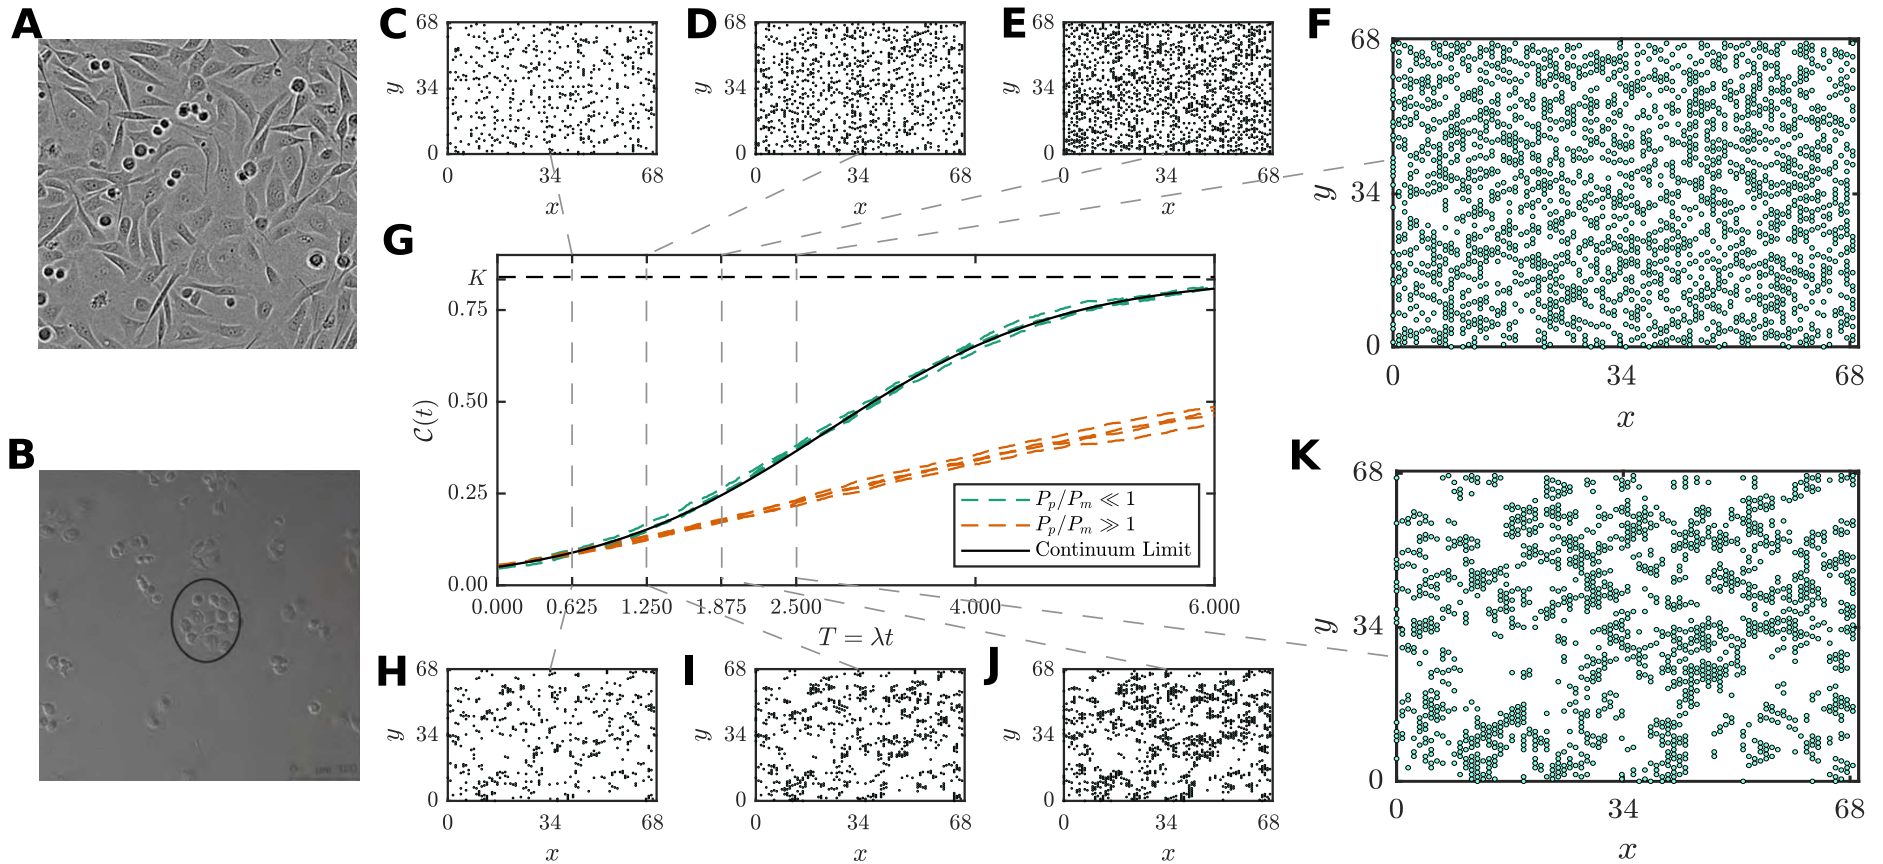 A
C
68
34
0
0
34
68
y
x
D
68
34
0
0
34
68
y
x
E
68
34
0
0
34
68
y
x
F
68
34
0
0
34
68
y
x
G
K
0.75
0.50
0.25
0.00
C(t)
0.000
0.625
1.250
1.875
2.500
4.000
6.000
T = λt
P_p/P_m ≪ 1
P_p/P_m ≫ 1
Continuum Limit
B
H
68
34
0
0
34
68
y
x
I
68
34
0
0
34
68
y
x
J
68
34
0
0
34
68
y
x
K
68
34
0
0
34
68
y
x